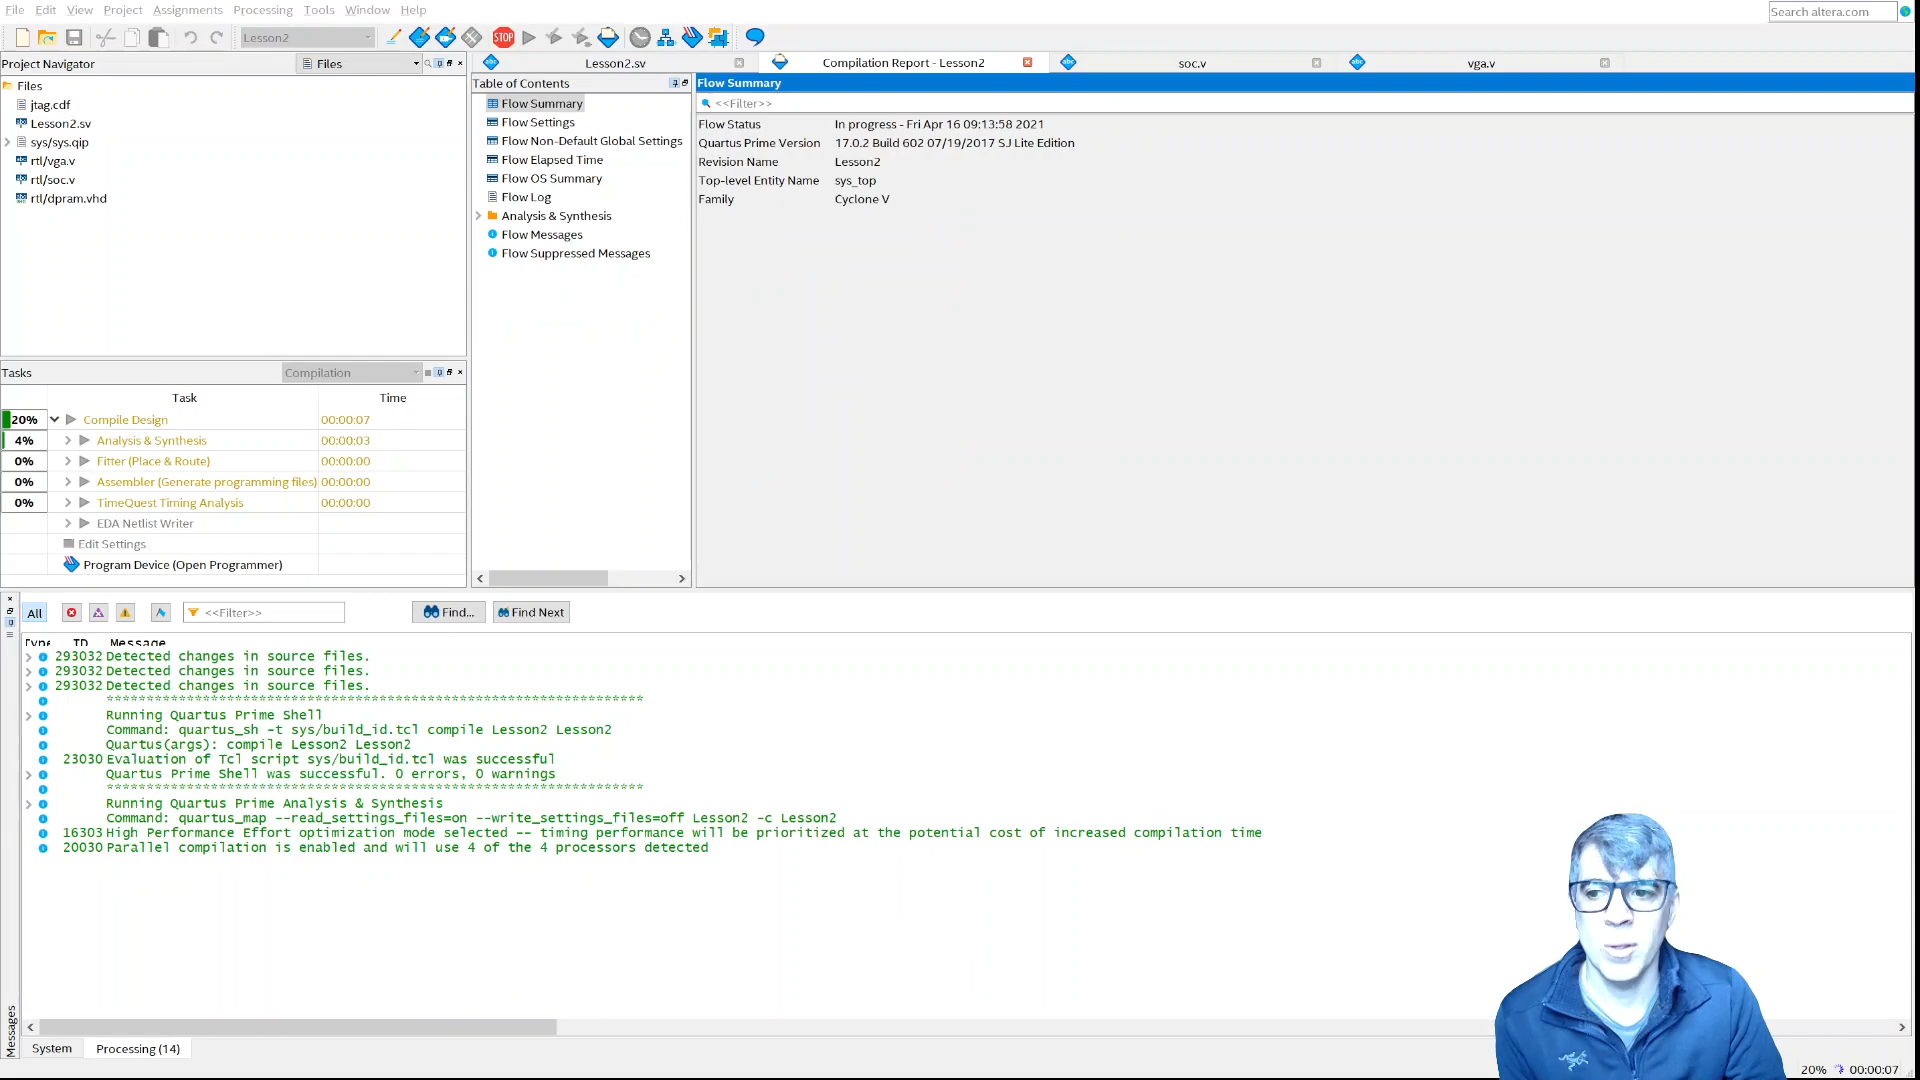 File Edit View Project Assignments Processing Tools Window Help
Search altera.com
Lesson2
STOP
Project Navigator
Files
Files
jtag.cdf
Lesson2.sv
sys/sys.qip
rtl/vga.v
rtl/soc.v
rtl/dpram.vhd
Lesson2.sv
Compilation Report - Lesson2
soc.v
vga.v
Table of Contents
Flow Summary
Flow Settings
Flow Non-Default Global Settings
Flow Elapsed Time
Flow OS Summary
Flow Log
Analysis & Synthesis
Flow Messages
Flow Suppressed Messages
Flow Summary
<<Filter>>
Flow Status In progress - Fri Apr 16 09:13:58 2021
Quartus Prime Version 17.0.2 Build 602 07/19/2017 SJ Lite Edition
Revision Name Lesson2
Top-level Entity Name sys_top
Family Cyclone V
Tasks
Compilation
Task Time
20% Compile Design 00:00:07
4% Analysis & Synthesis 00:00:03
0% Fitter (Place & Route) 00:00:00
0% Assembler (Generate programming files) 00:00:00
0% TimeQuest Timing Analysis 00:00:00
EDA Netlist Writer
Edit Settings
Program Device (Open Programmer)
All
<<Filter>>
Find...
Find Next
Type ID Message
293032 Detected changes in source files.
293032 Detected changes in source files.
293032 Detected changes in source files.
*******************************************************************
Running Quartus Prime Shell
Command: quartus_sh -t sys/build_id.tcl compile Lesson2 Lesson2
Quartus(args): compile Lesson2 Lesson2
23030 Evaluation of Tcl script sys/build_id.tcl was successful
Quartus Prime Shell was successful. 0 errors, 0 warnings
*******************************************************************
Running Quartus Prime Analysis & Synthesis
Command: quartus_map --read_settings_files=on --write_settings_files=off Lesson2 -c Lesson2
16303 High Performance Effort optimization mode selected -- timing performance will be prioritized at the potential cost of increased compilation time
20030 Parallel compilation is enabled and will use 4 of the 4 processors detected
Messages
System
Processing (14)
20% 00:00:07